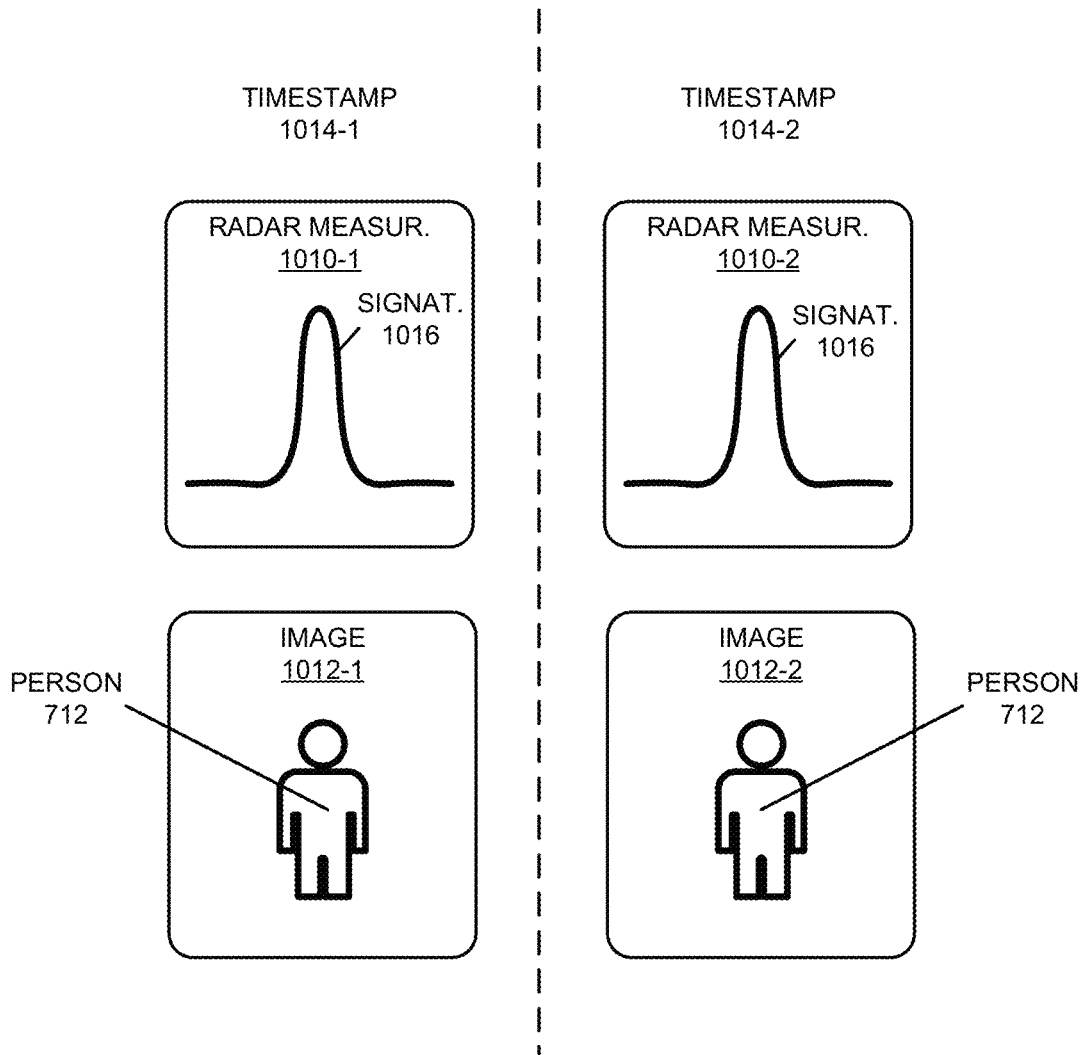 TIMESTAMP
1014-1
TIMESTAMP
1014-2
RADAR MEASUR.
1010-1
SIGNAT.
1016
RADAR MEASUR.
1010-2
SIGNAT.
1016
IMAGE
1012-1
PERSON
712
IMAGE
1012-2
PERSON
712